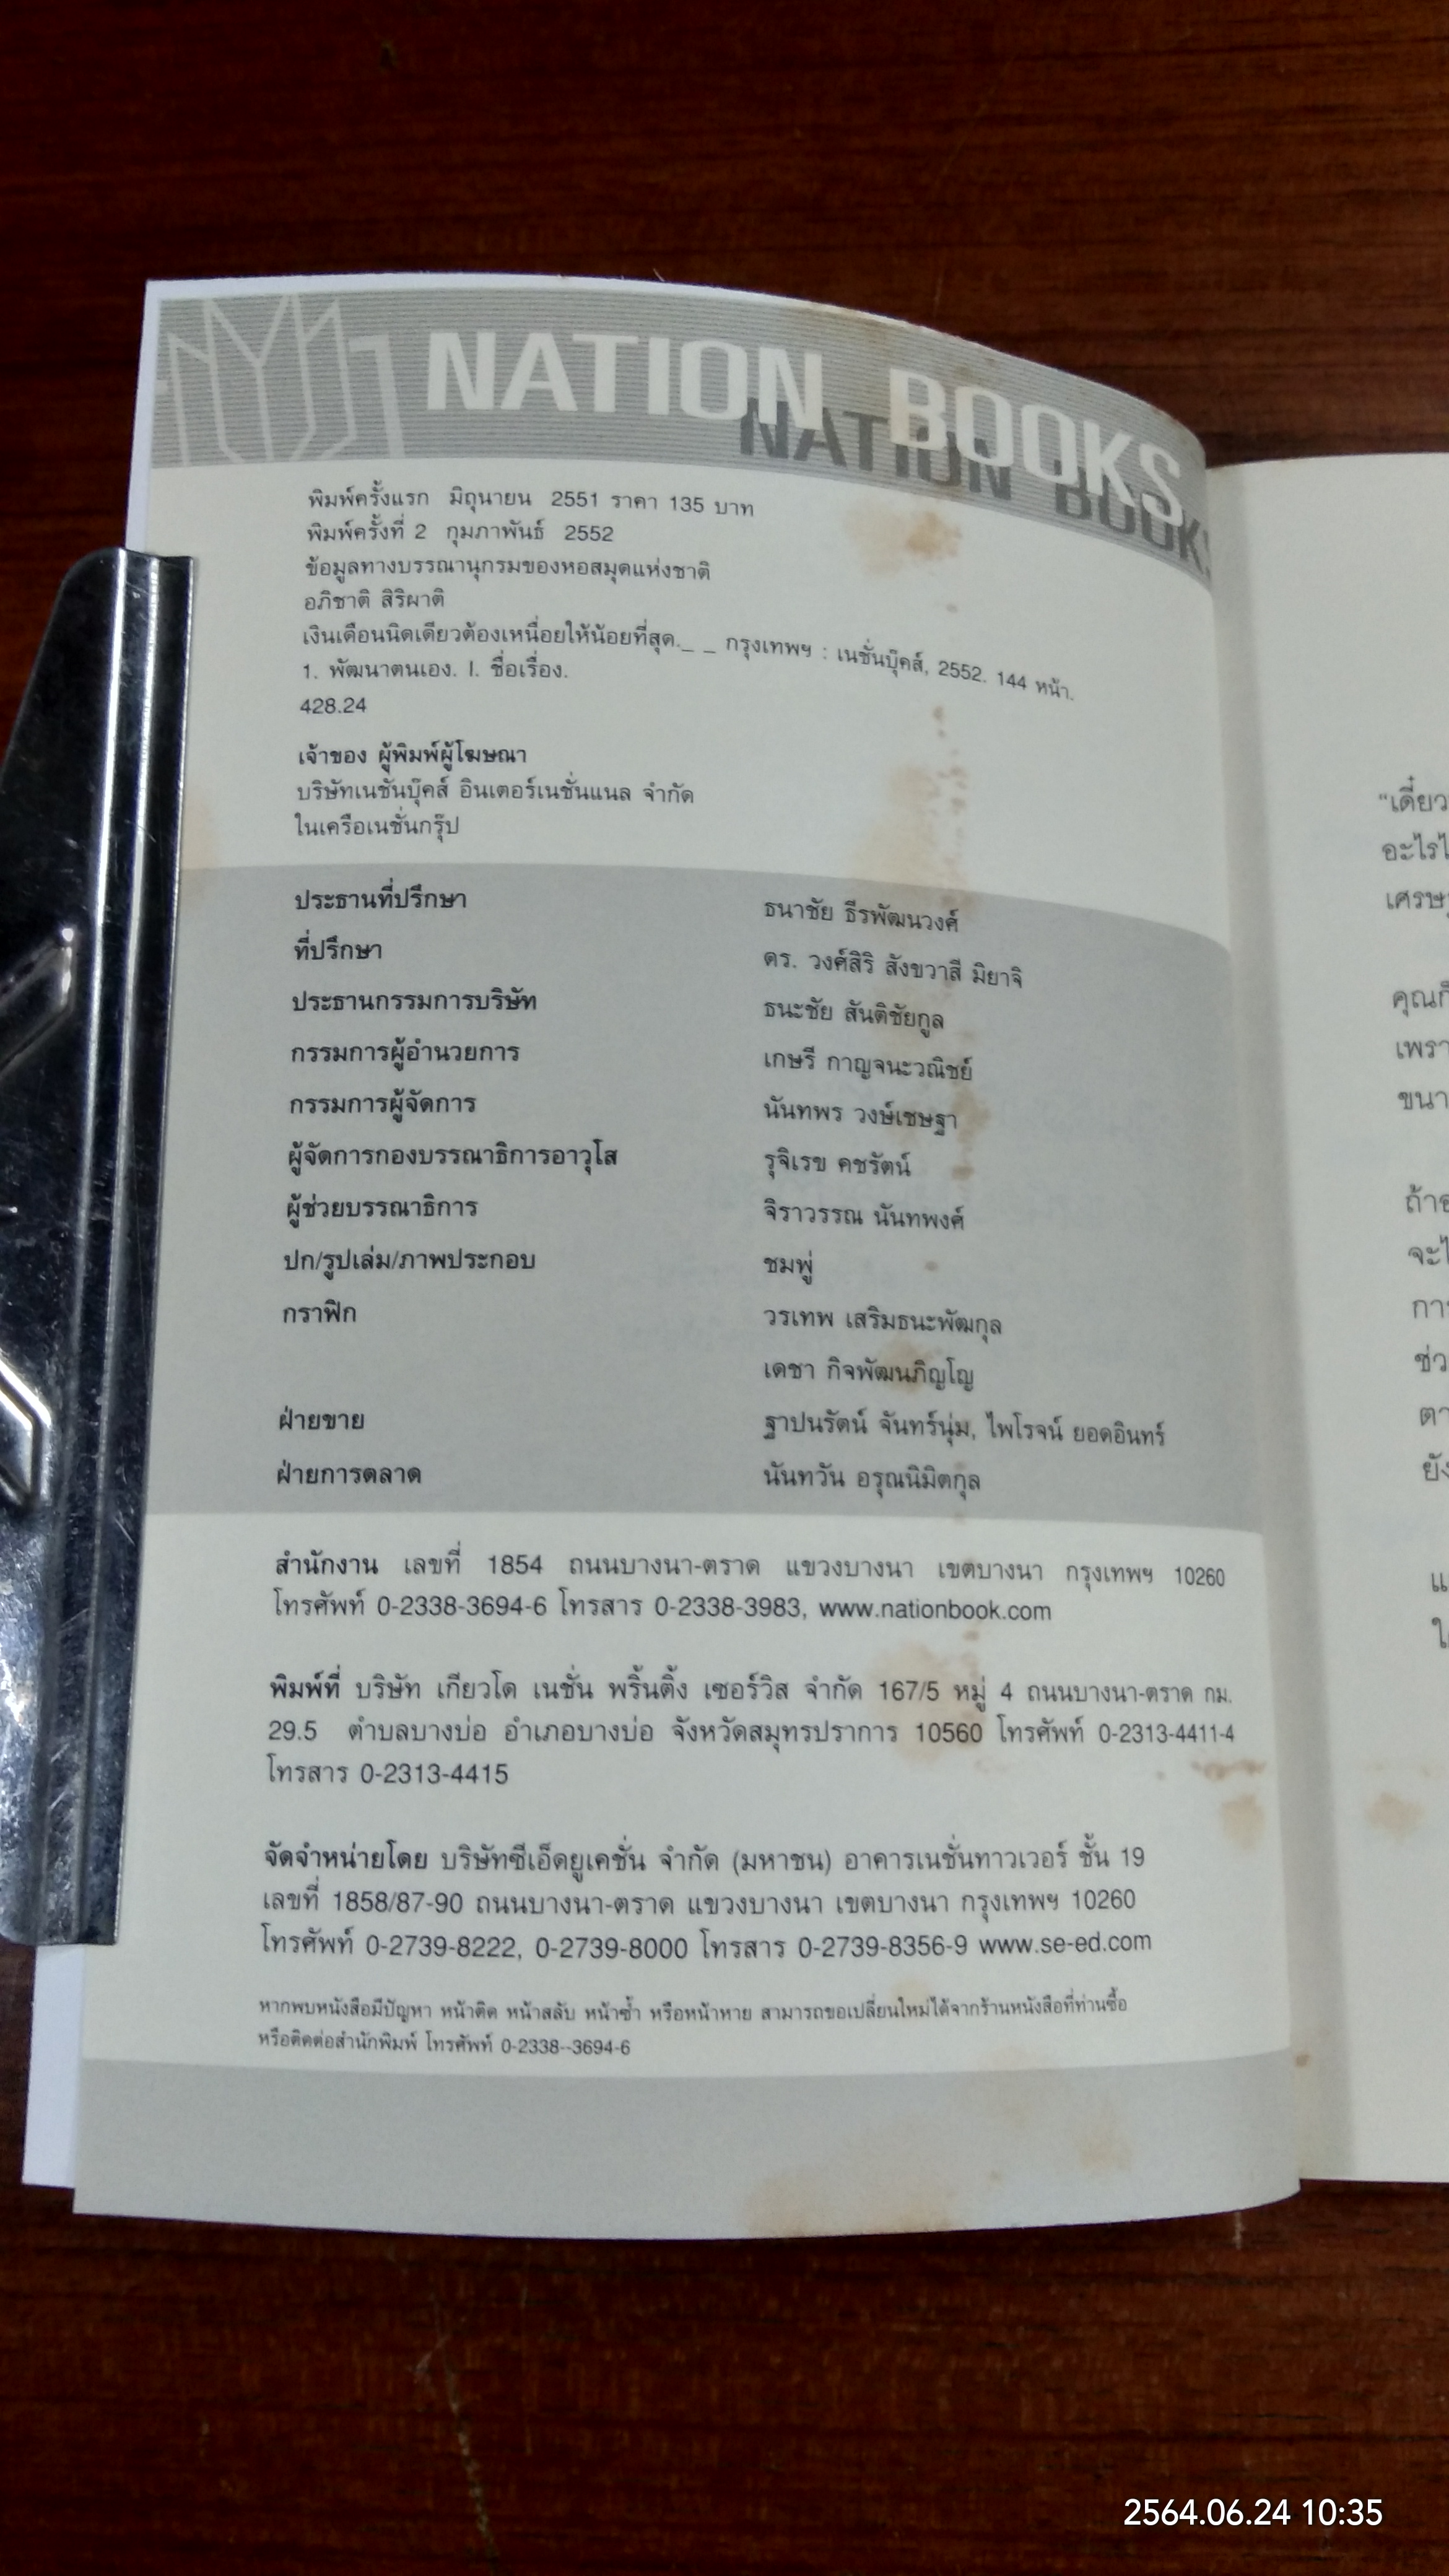 NATION BOOKS
NATION BOOKS
พิมพ์ครั้งแรก มิถุนายน 2551 ราคา 135 บาท
พิมพ์ครั้งที่ 2 กุมภาพันธ์ 2552
ข้อมูลทางบรรณานุกรมของหอสมุดแห่งชาติ
อภิชาติ สิริผาติ
เงินเดือนนิดเดียวต้องเหนื่อยให้น้อยที่สุด._ _ กรุงเทพฯ : เนชั่นบุ๊คส์, 2552. 144 หน้า.
1. พัฒนาตนเอง. I. ชื่อเรื่อง.
428.24
เจ้าของ ผู้พิมพ์ผู้โฆษณา
บริษัทเนชั่นบุ๊คส์ อินเตอร์เนชั่นแนล จำกัด
ในเครือเนชั่นกรุ๊ป
ประธานที่ปรึกษา ธนาชัย ธีรพัฒนวงศ์
ที่ปรึกษา ดร. วงศ์สิริ สังขวาสี มิยาจิ
ประธานกรรมการบริษัท ธนะชัย สันติชัยกูล
กรรมการผู้อำนวยการ เกษรี กาญจนะวณิชย์
กรรมการผู้จัดการ นันทพร วงษ์เชษฐา
ผู้จัดการกองบรรณาธิการอาวุโส รุจิเรข คชรัตน์
ผู้ช่วยบรรณาธิการ จิราวรรณ นันทพงศ์
ปก/รูปเล่ม/ภาพประกอบ ชมพู่
กราฟิก วรเทพ เสริมธนะพัฒกุล
เดชา กิจพัฒนภิญโญ
ฝ่ายขาย ฐาปนรัตน์ จันทร์นุ่ม, ไพโรจน์ ยอดอินทร์
ฝ่ายการตลาด นันทวัน อรุณนิมิตกุล
สำนักงาน เลขที่ 1854 ถนนบางนา-ตราด แขวงบางนา เขตบางนา กรุงเทพฯ 10260
โทรศัพท์ 0-2338-3694-6 โทรสาร 0-2338-3983, www.nationbook.com
พิมพ์ที่ บริษัท เกียวโด เนชั่น พริ้นติ้ง เซอร์วิส จำกัด 167/5 หมู่ 4 ถนนบางนา-ตราด กม.
29.5 ตำบลบางบ่อ อำเภอบางบ่อ จังหวัดสมุทรปราการ 10560 โทรศัพท์ 0-2313-4411-4
โทรสาร 0-2313-4415
จัดจำหน่ายโดย บริษัทซีเอ็ดยูเคชั่น จำกัด (มหาชน) อาคารเนชั่นทาวเวอร์ ชั้น 19
เลขที่ 1858/87-90 ถนนบางนา-ตราด แขวงบางนา เขตบางนา กรุงเทพฯ 10260
โทรศัพท์ 0-2739-8222, 0-2739-8000 โทรสาร 0-2739-8356-9 www.se-ed.com
หากพบหนังสือมีปัญหา หน้าติด หน้าสลับ หน้าซ้ำ หรือหน้าหาย สามารถขอเปลี่ยนใหม่ได้จากร้านหนังสือที่ท่านซื้อ
หรือติดต่อสำนักพิมพ์ โทรศัพท์ 0-2338--3694-6
"เดี๋ยว
2564.06.24 10:35